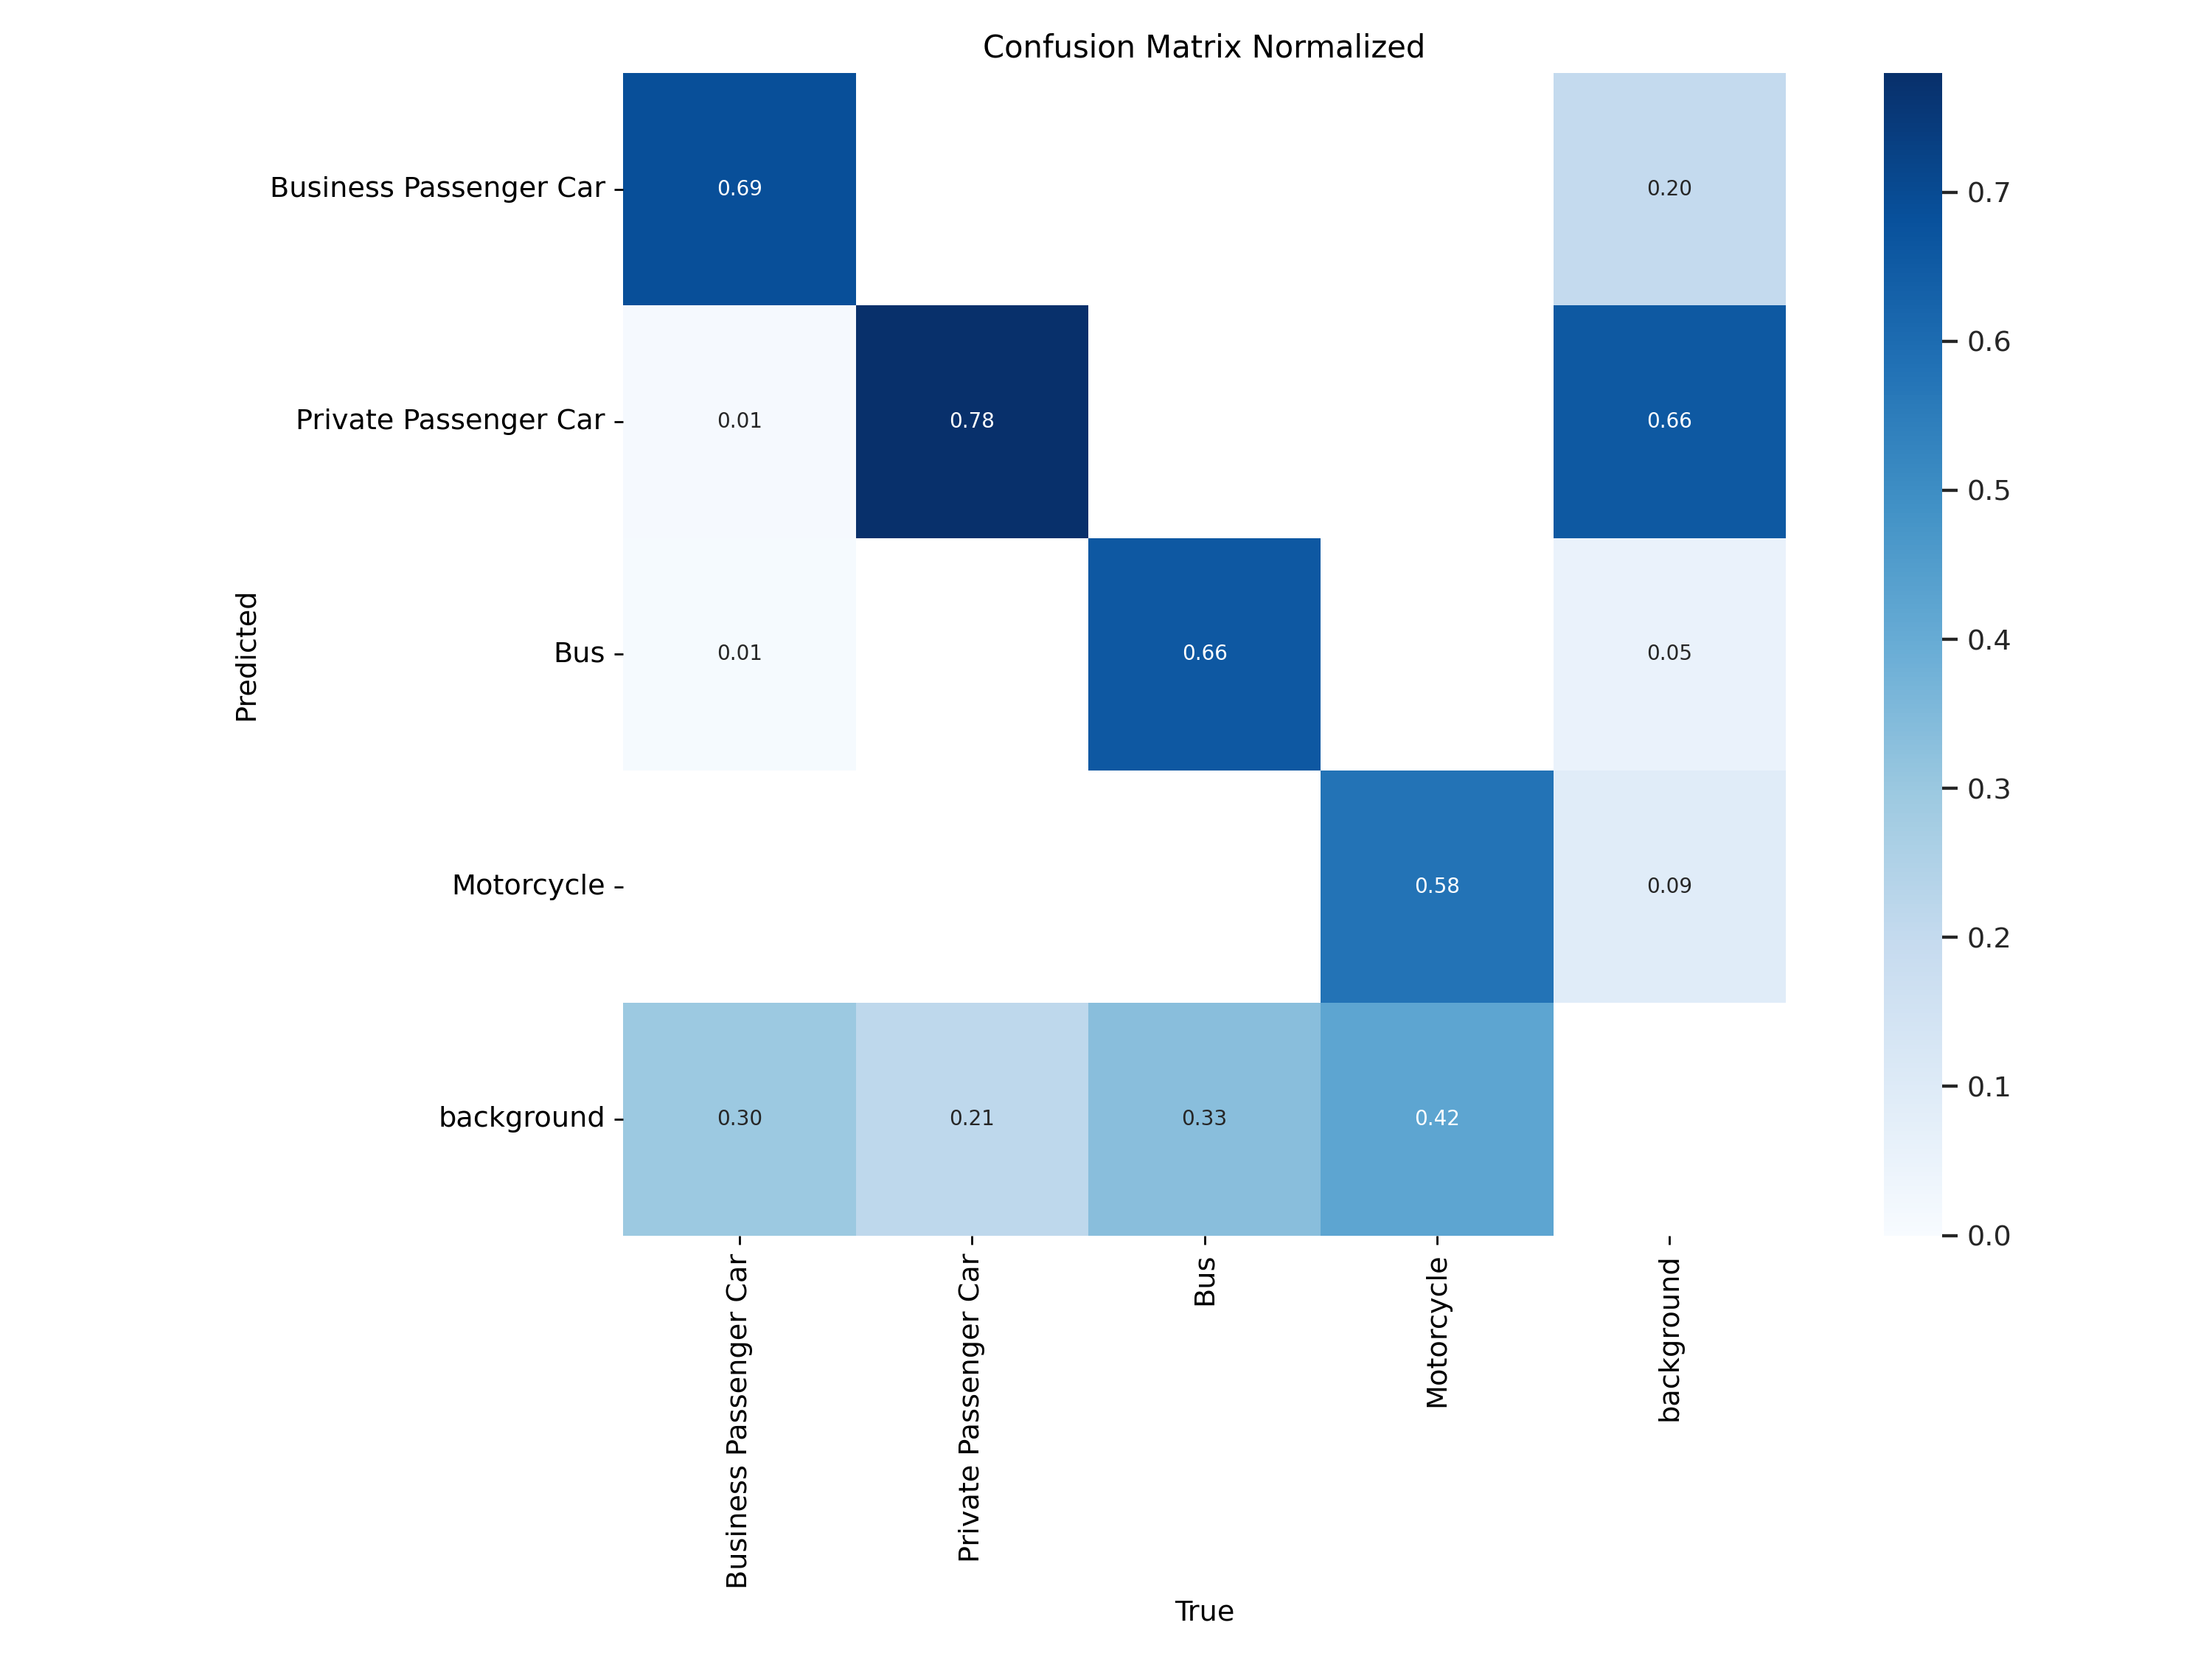 Confusion Matrix Normalized
Business Passenger Car
0.69
0.20
0.7
0.6
Private Passenger Car
0.01
0.78
0.66
0.5
Predicted
Bus
0.01
0.66
0.05
0.4
0.3
Motorcycle
0.58
0.09
0.2
0.1
background
0.30
0.21
0.33
0.42
0.0
Business Passenger Car
Private Passenger Car
Bus
Motorcycle
background
True